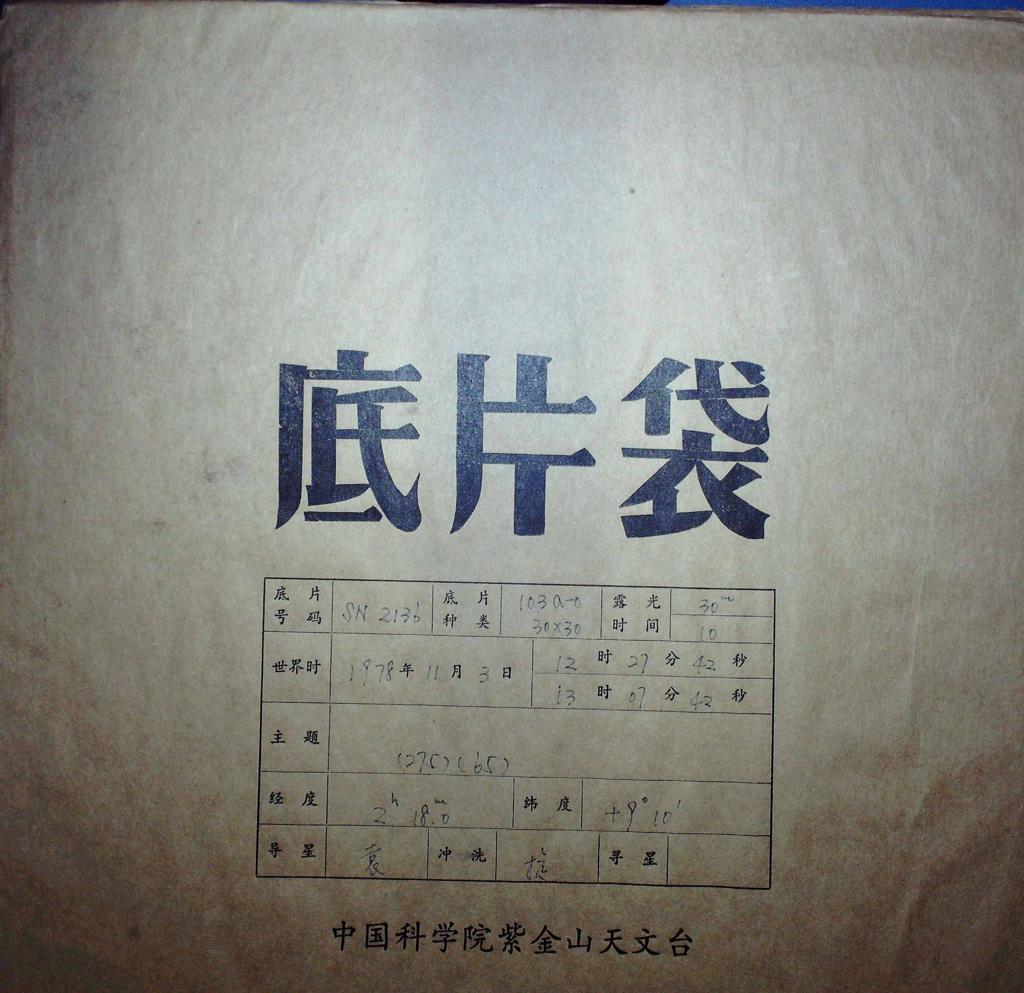 底片袋
底片号码 SN 2136 底片种类 103a-0 30×30 露光时间 30ᵐ 10
世界时 1978年11月3日 12时27分42秒
13时07分42秒
主题 (275)(65)
经度 2ʰ 18.0ᵐ 纬度 +9° 10′
导星 袁 冲洗 寻星
中国科学院紫金山天文台